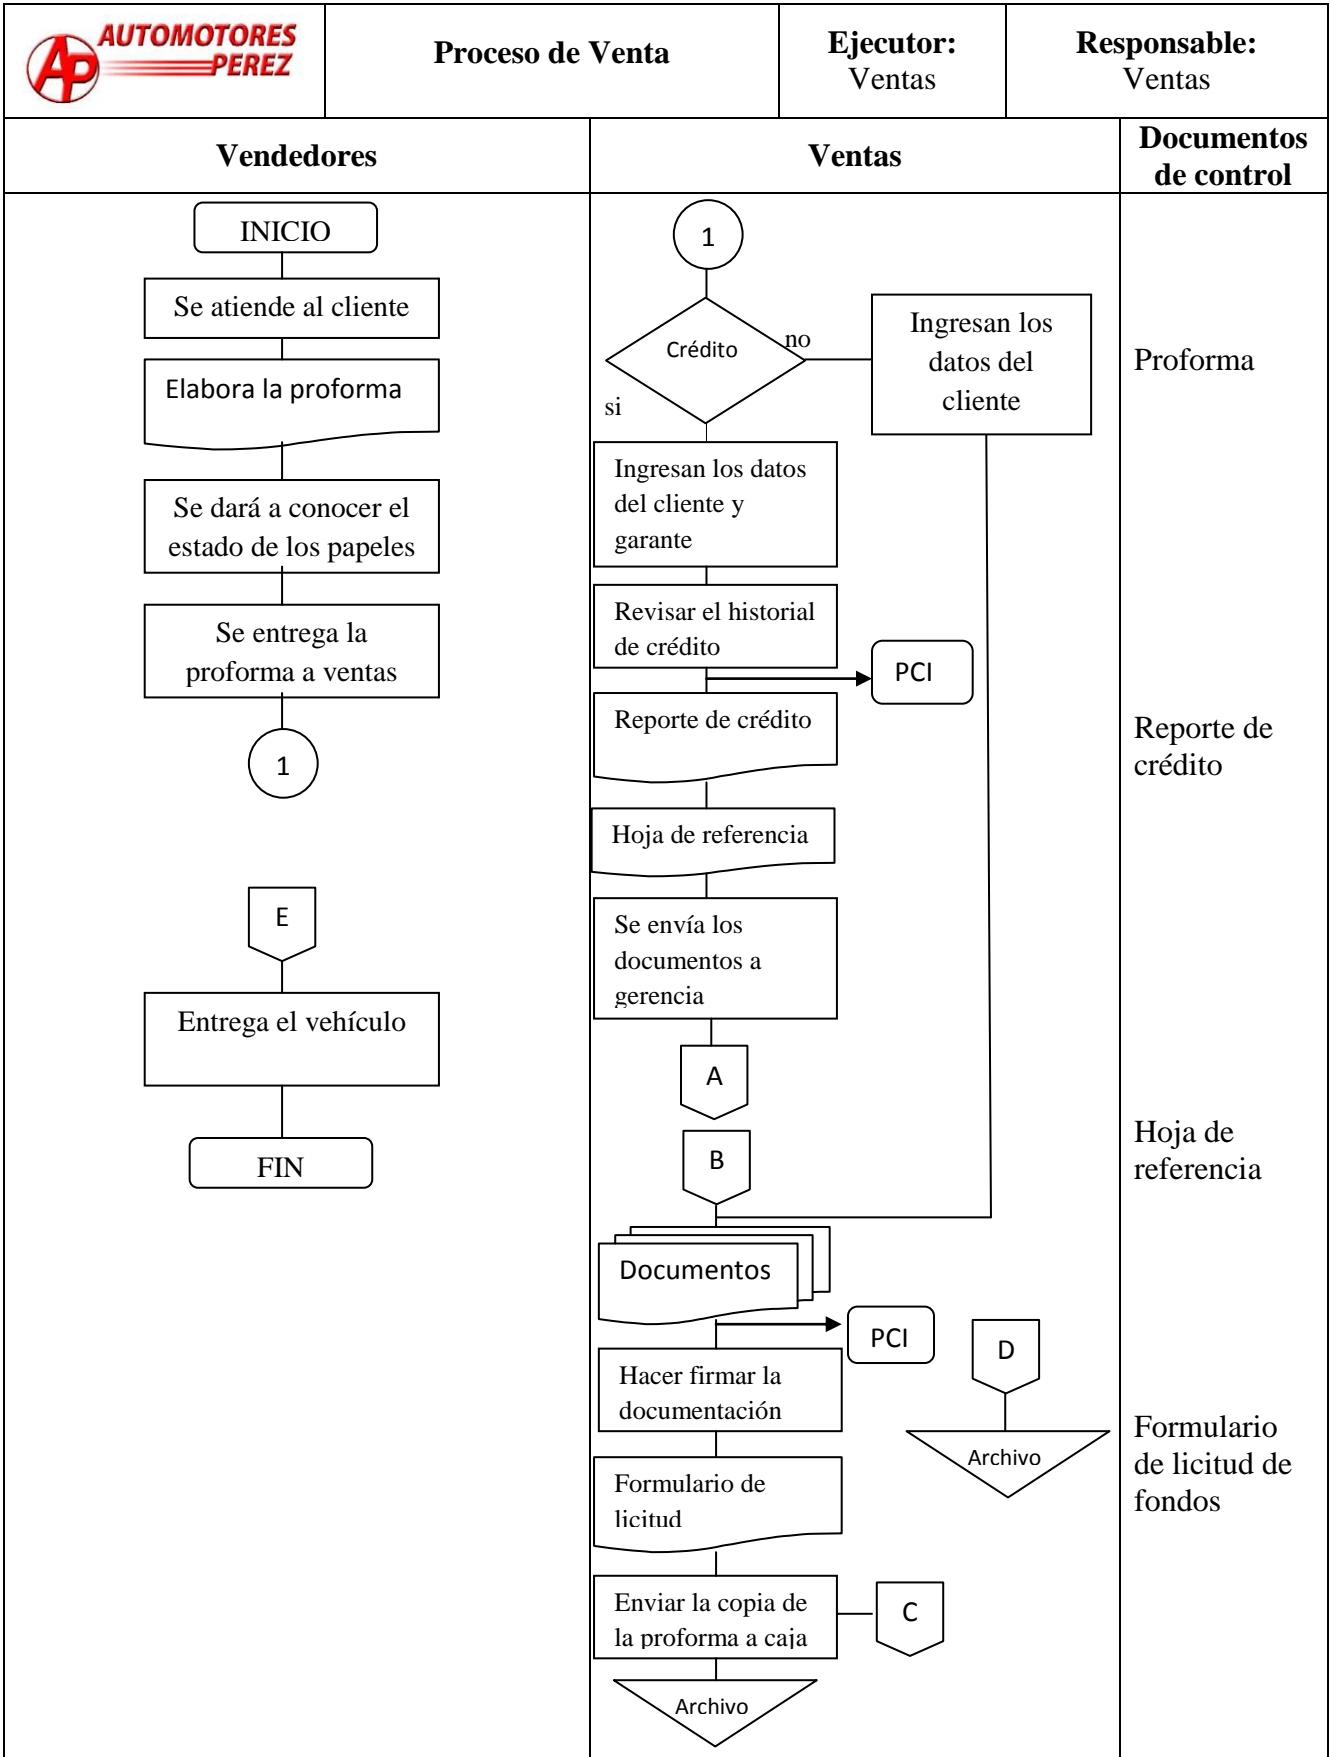 AUTOMOTORES
PEREZ
AP
Proceso de Venta
Ejecutor:
Ventas
Responsable:
Ventas
Vendedores
Ventas
Documentos
de control
INICIO
Se atiende al cliente
Elabora la proforma
Se dará a conocer el
estado de los papeles
Se entrega la
proforma a ventas
1
E
Entrega el vehículo
FIN
1
Crédito
no
si
Ingresan los
datos del
cliente
Ingresan los datos
del cliente y
garante
Revisar el historial
de crédito
PCI
Reporte de crédito
Hoja de referencia
Se envía los
documentos a
gerencia
A
B
Documentos
PCI
Hacer firmar la
documentación
D
Archivo
Formulario de
licitud
Enviar la copia de
la proforma a caja
C
Archivo
Proforma
Reporte de
crédito
Hoja de
referencia
Formulario
de licitud de
fondos